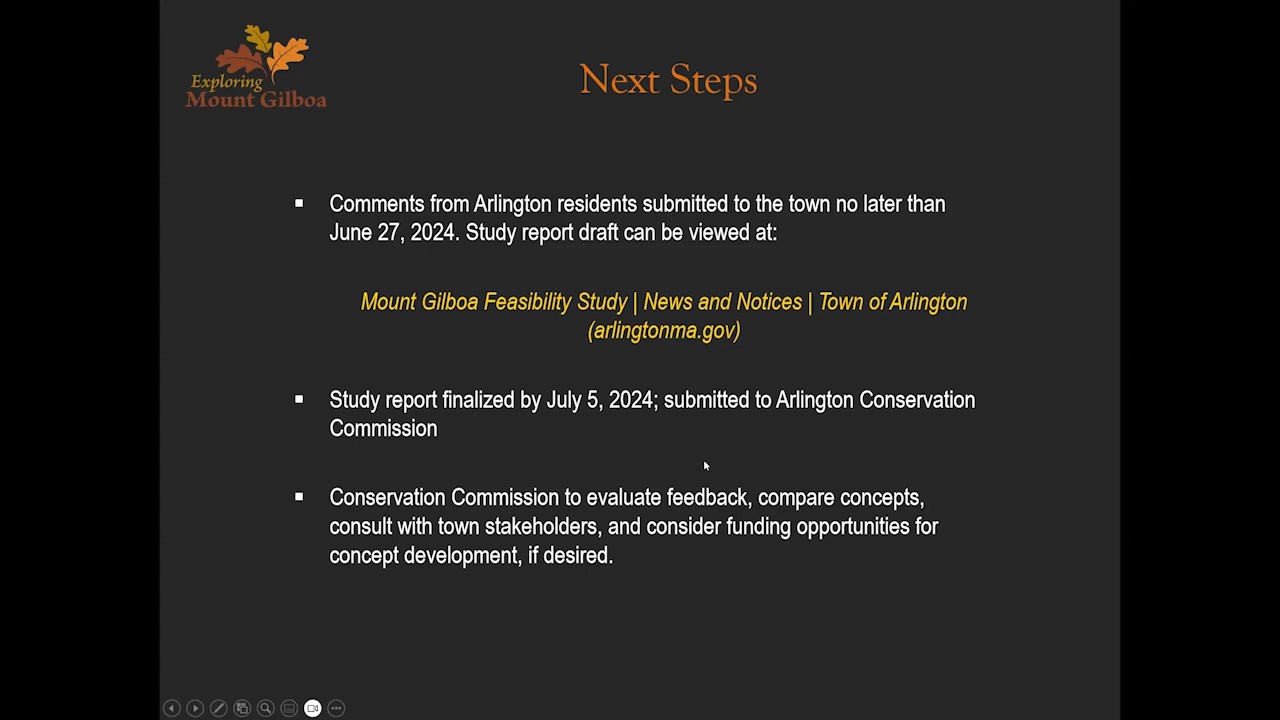 Exploring
Mount Gilboa
Next Steps
Comments from Arlington residents submitted to the town no later than
June 27, 2024. Study report draft can be viewed at:
Mount Gilboa Feasibility Study | News and Notices | Town of Arlington
(arlingtonma.gov)
Study report finalized by July 5, 2024; submitted to Arlington Conservation
Commission
Conservation Commission to evaluate feedback, compare concepts,
consult with town stakeholders, and consider funding opportunities for
concept development, if desired.